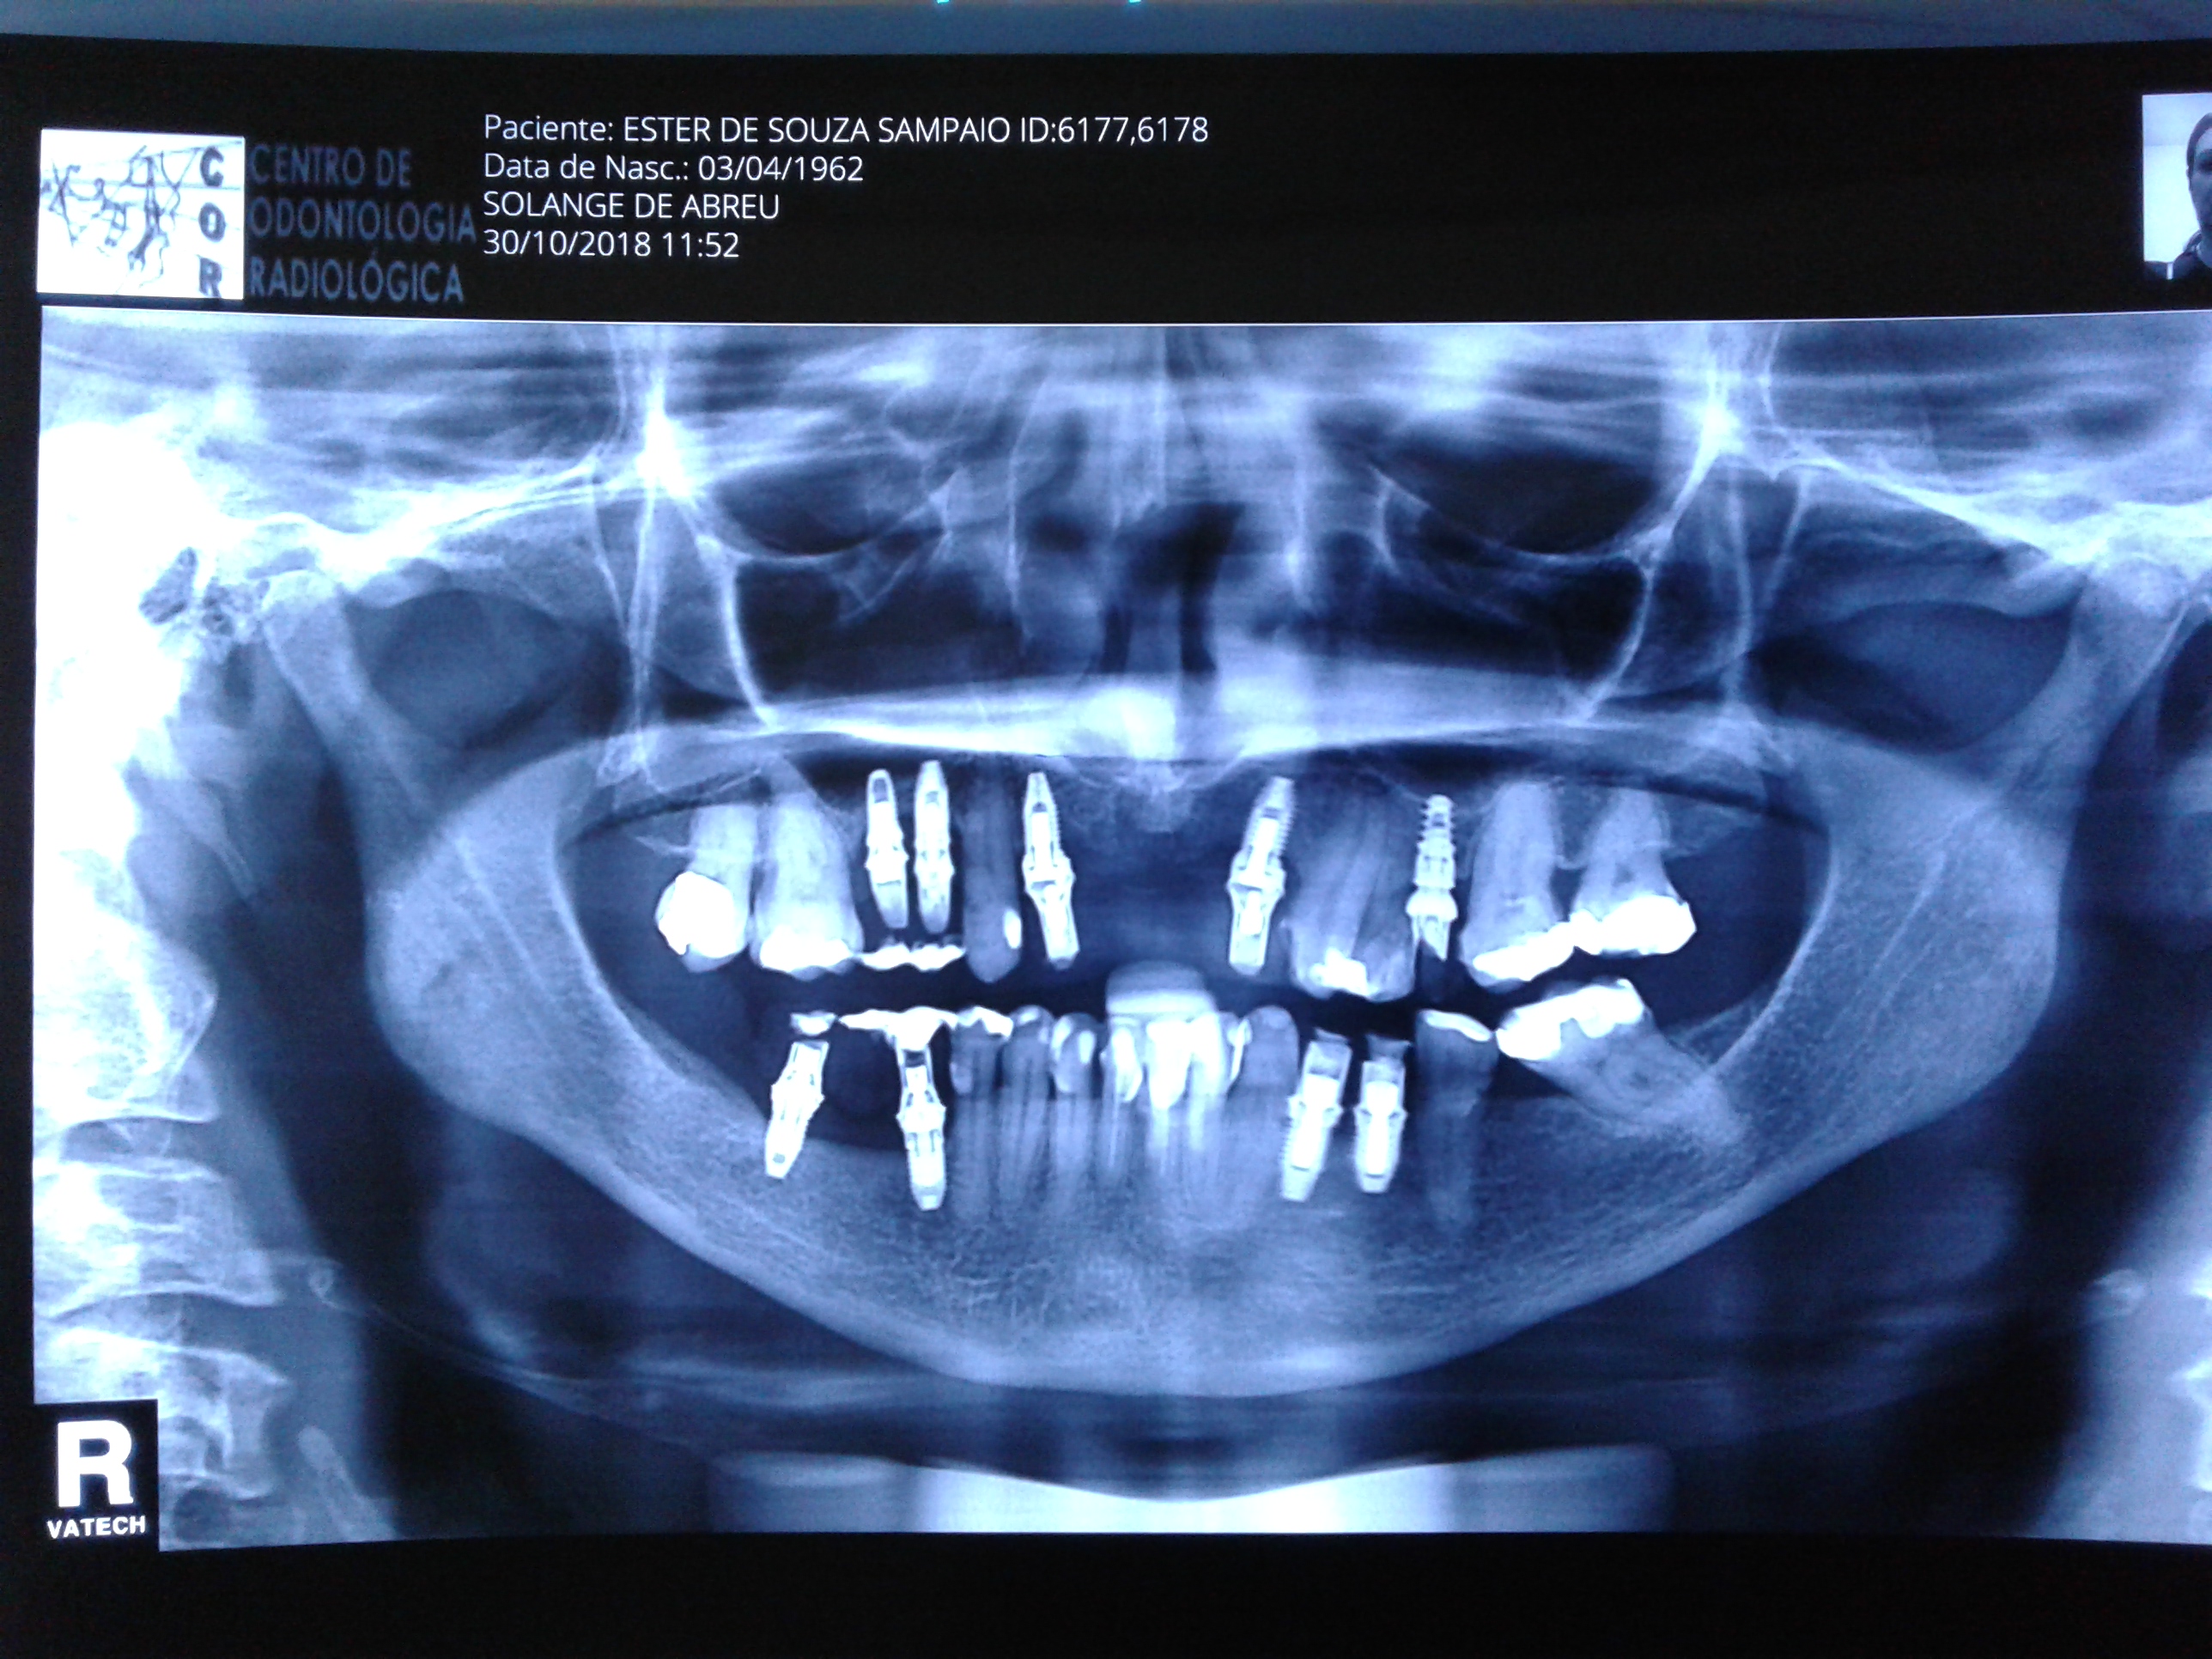 Paciente: ESTER DE SOUZA SAMPAIO ID:6177,6178
Data de Nasc.: 03/04/1962
SOLANGE DE ABREU
30/10/2018 11:52
C CENTRO DE
O ODONTOLOGIA
R RADIOLÓGICA
R
VATECH